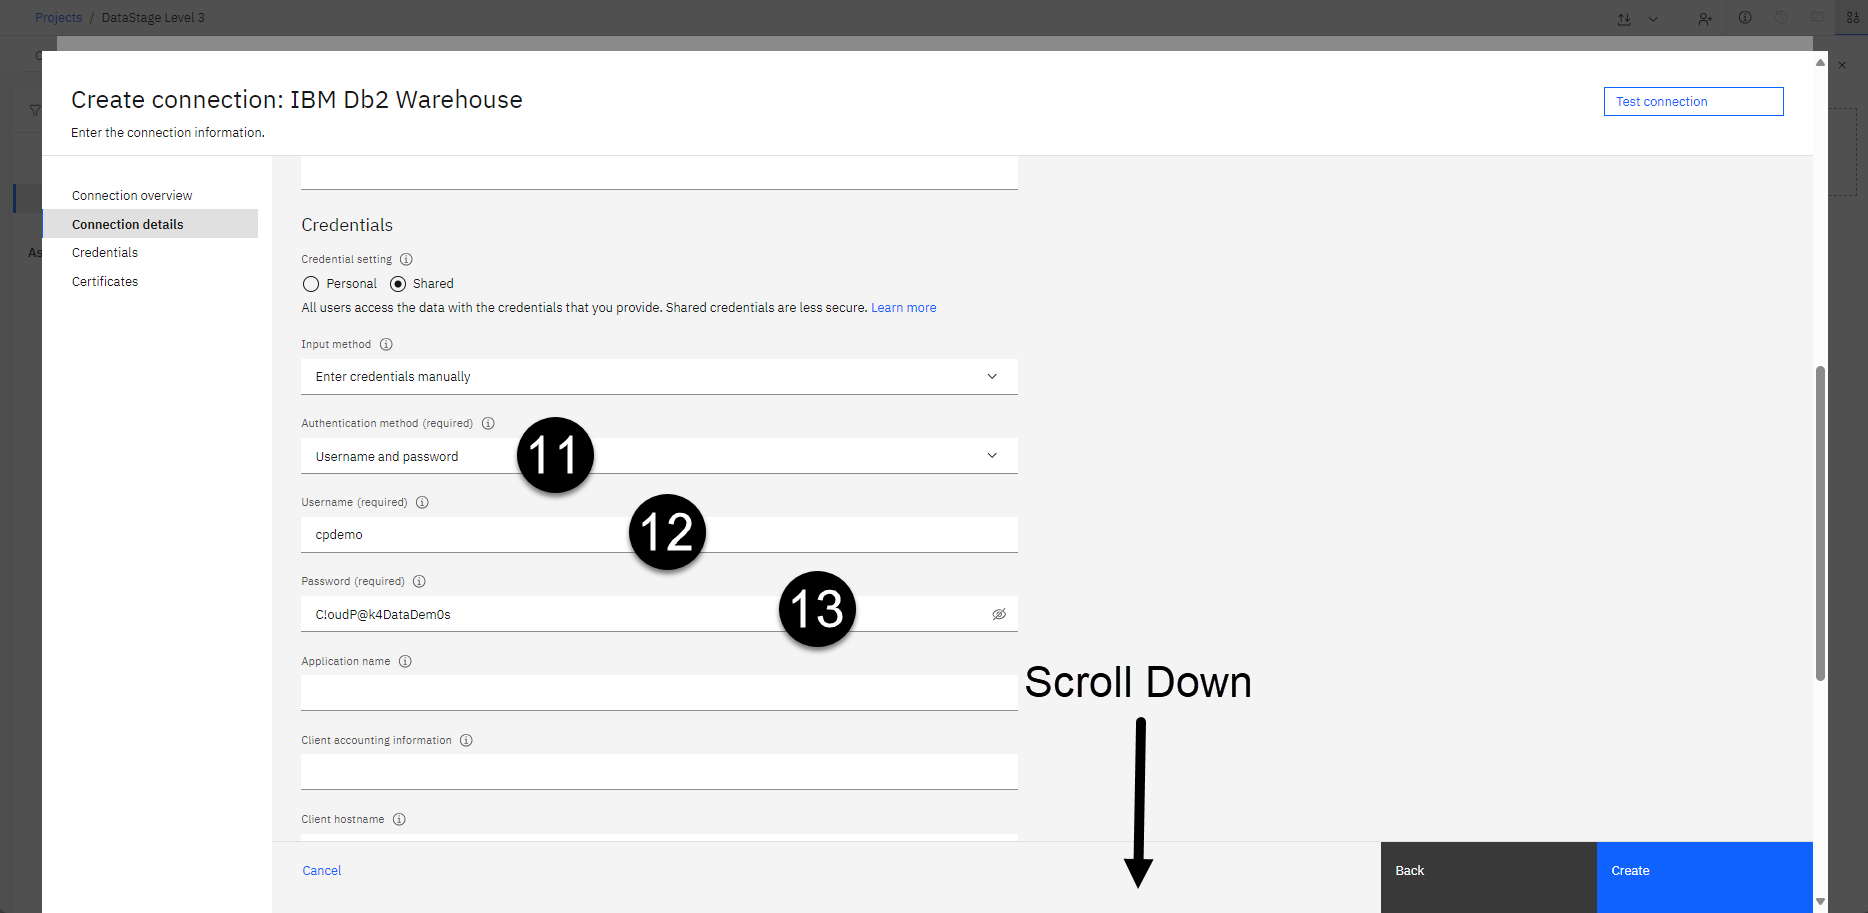 Projects / DataStage Level 3
Create connection: IBM Db2 Warehouse
Test connection
Enter the connection information.
Connection overview
Connection details
Credentials
Certificates
As
Credentials
Credential setting
Personal Shared
All users access the data with the credentials that you provide. Shared credentials are less secure. Learn more
Input method
Enter credentials manually
Authentication method (required)
Username and password
11
Username (required)
cpdemo
12
Password (required)
C!oudP@k4DataDem0s
13
Application name
Scroll Down
Client accounting information
Client hostname
Cancel
Back
Create